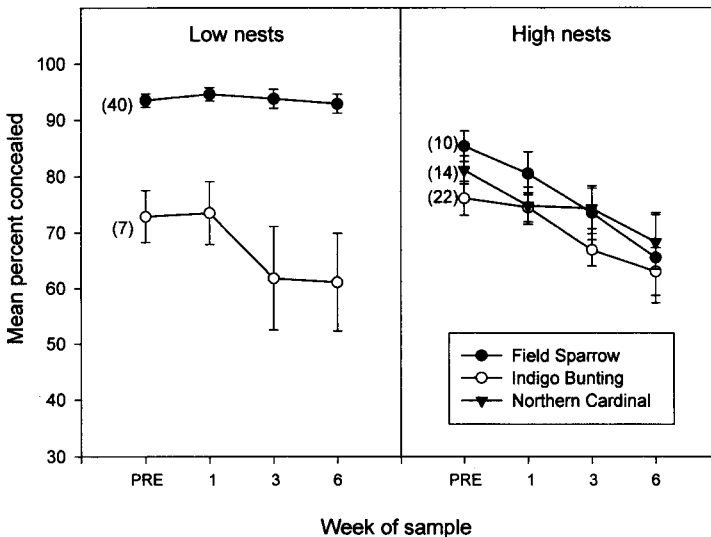 Low nests
High nests
Mean percent concealed
100
90
80
70
60
50
40
30
(40)
(7)
(10)
(14)
(22)
Field Sparrow
Indigo Bunting
Northern Cardinal
PRE 1 3 6
PRE 1 3 6
Week of sample